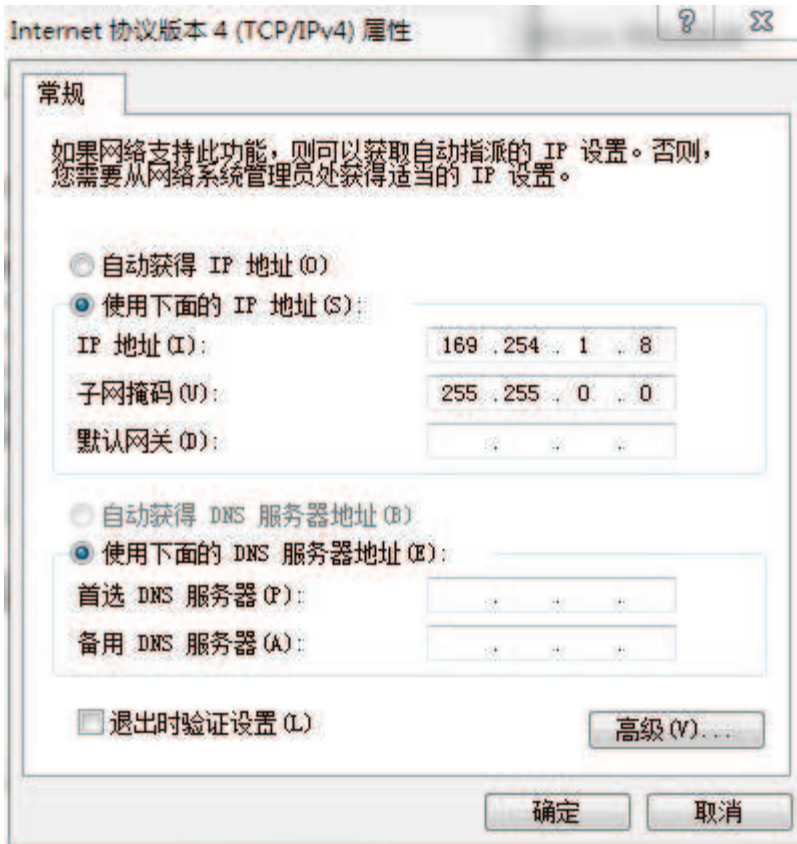 Internet 协议版本 4 (TCP/IPv4) 属性
常规
如果网络支持此功能，则可以获取自动指派的 IP 设置。否则，
您需要从网络系统管理员处获得适当的 IP 设置。
自动获得 IP 地址(O)
使用下面的 IP 地址(S):
IP 地址(I): 169 . 254 . 1 . 8
子网掩码(U): 255 . 255 . 0 . 0
默认网关(D): . . .
自动获得 DNS 服务器地址(B)
使用下面的 DNS 服务器地址(E):
首选 DNS 服务器(P): . . .
备用 DNS 服务器(A): . . .
退出时验证设置(L)
高级(V)...
确定 取消